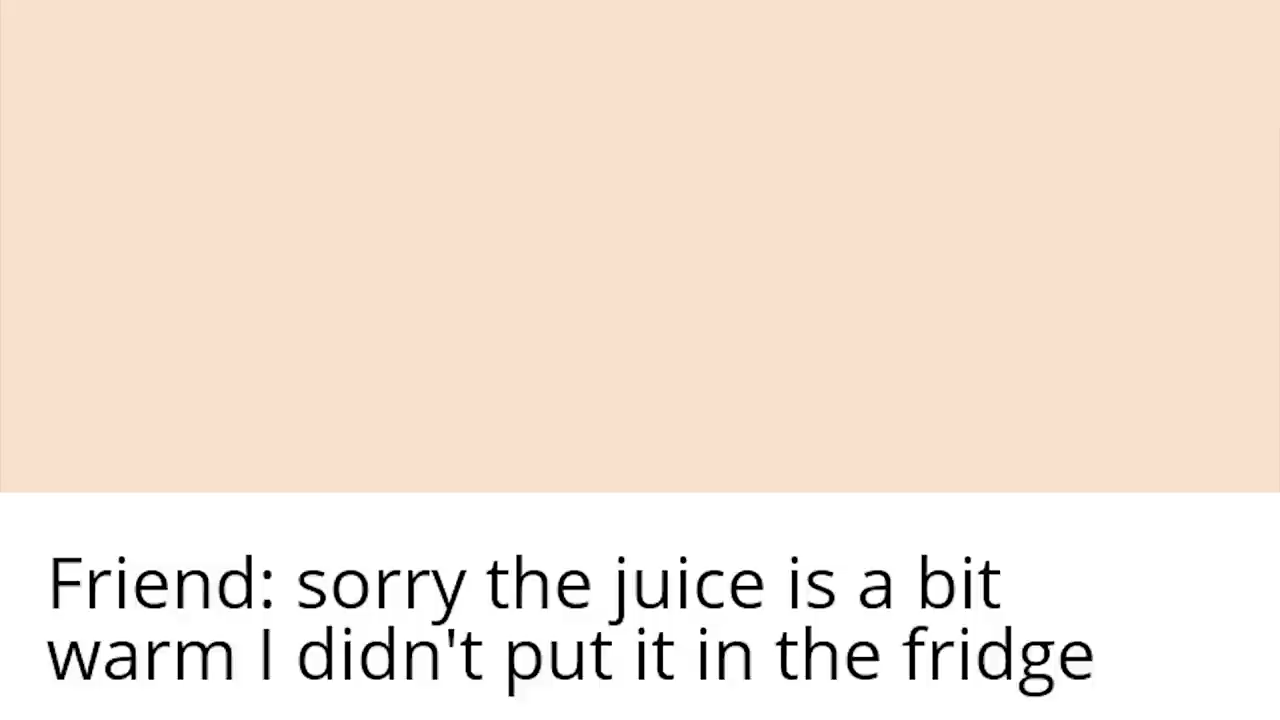 Friend: sorry the juice is a bit
warm I didn't put it in the fridge